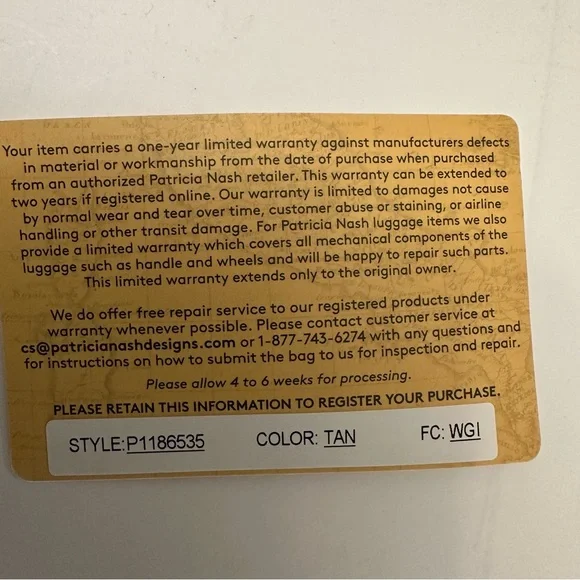 Your item carries a one-year limited warranty against manufacturers defects
in material or workmanship from the date of purchase when purchased
from an authorized Patricia Nash retailer. This warranty can be extended to
two years if registered online. Our warranty is limited to damages not cause
by normal wear and tear over time, customer abuse or staining, or airline
handling or other transit damage. For Patricia Nash luggage items we also
provide a limited warranty which covers all mechanical components of the
luggage such as handle and wheels and will be happy to repair such parts.
This limited warranty extends only to the original owner.
We do offer free repair service to our registered products under
warranty whenever possible. Please contact customer service at
cs@patricianashdesigns.com or 1-877-743-6274 with any questions and
for instructions on how to submit the bag to us for inspection and repair.
Please allow 4 to 6 weeks for processing.
PLEASE RETAIN THIS INFORMATION TO REGISTER YOUR PURCHASE.
STYLE:P1186535 COLOR: TAN FC: WGI